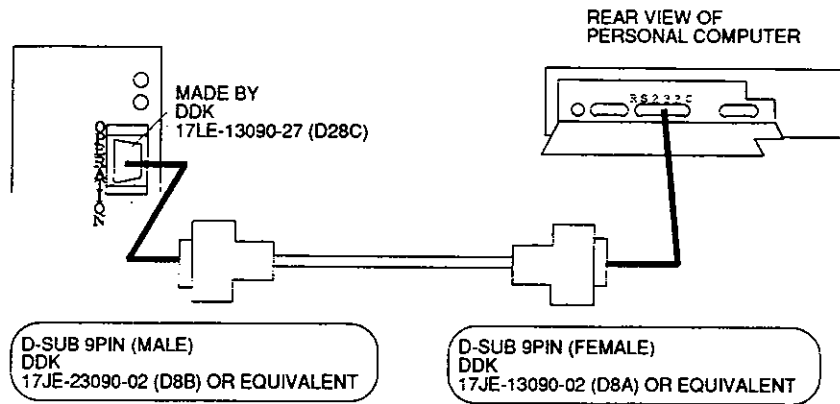 REAR VIEW OF
PERSONAL COMPUTER
MADE BY
DDK
17LE-13090-27 (D28C)
RS232C
D-SUB 9PIN (MALE)
DDK
17JE-23090-02 (D8B) OR EQUIVALENT
D-SUB 9PIN (FEMALE)
DDK
17JE-13090-02 (D8A) OR EQUIVALENT